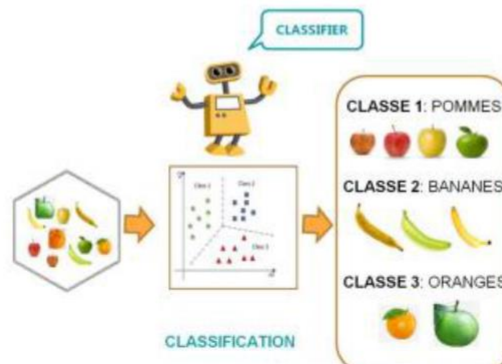 CLASSIFIER
CLASSE 1: POMMES
CLASSE 2: BANANES
CLASSE 3: ORANGES
CLASSIFICATION